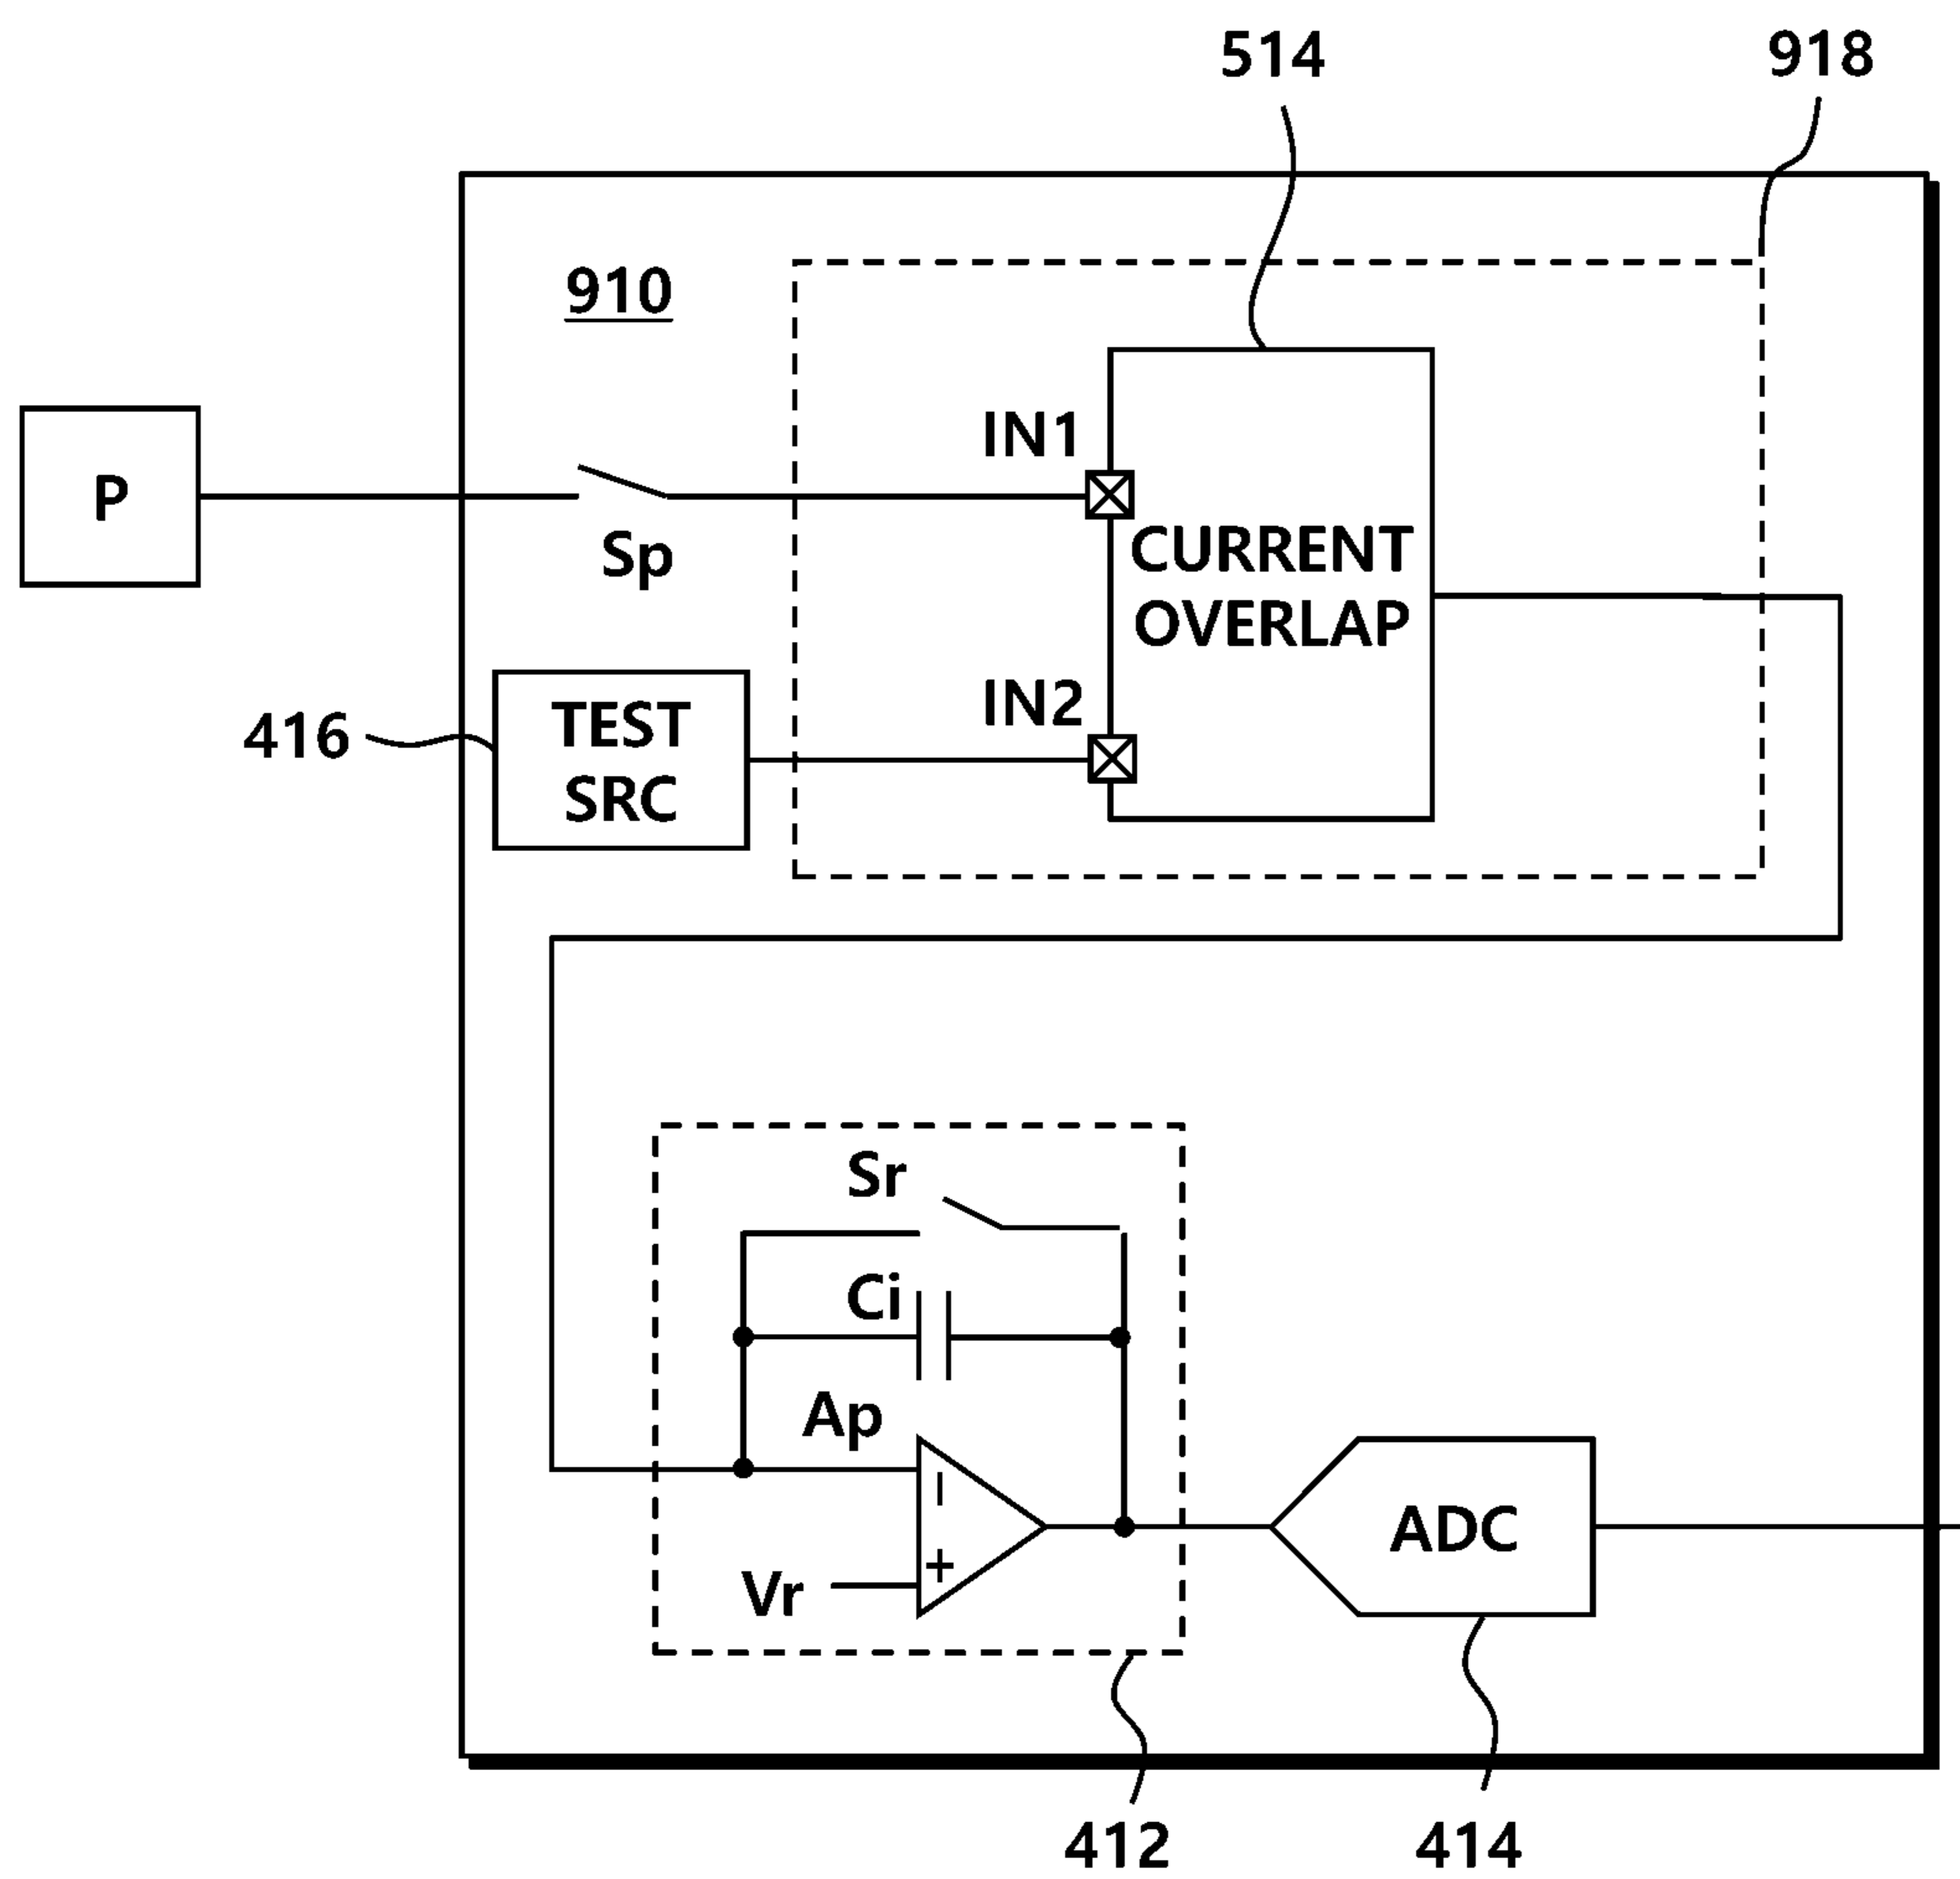 514
918
910
IN1
P
Sp
CURRENT
OVERLAP
IN2
416
TEST
SRC
Sr
Ci
Ap
−
+
Vr
ADC
412
414